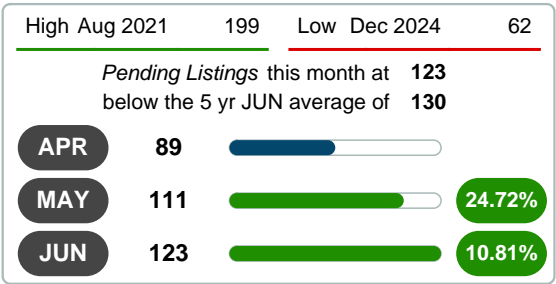 High Aug 2021 199 Low Dec 2024 62
Pending Listings this month at 123
below the 5 yr JUN average of 130
APR 89
MAY 111 24.72%
JUN 123 10.81%